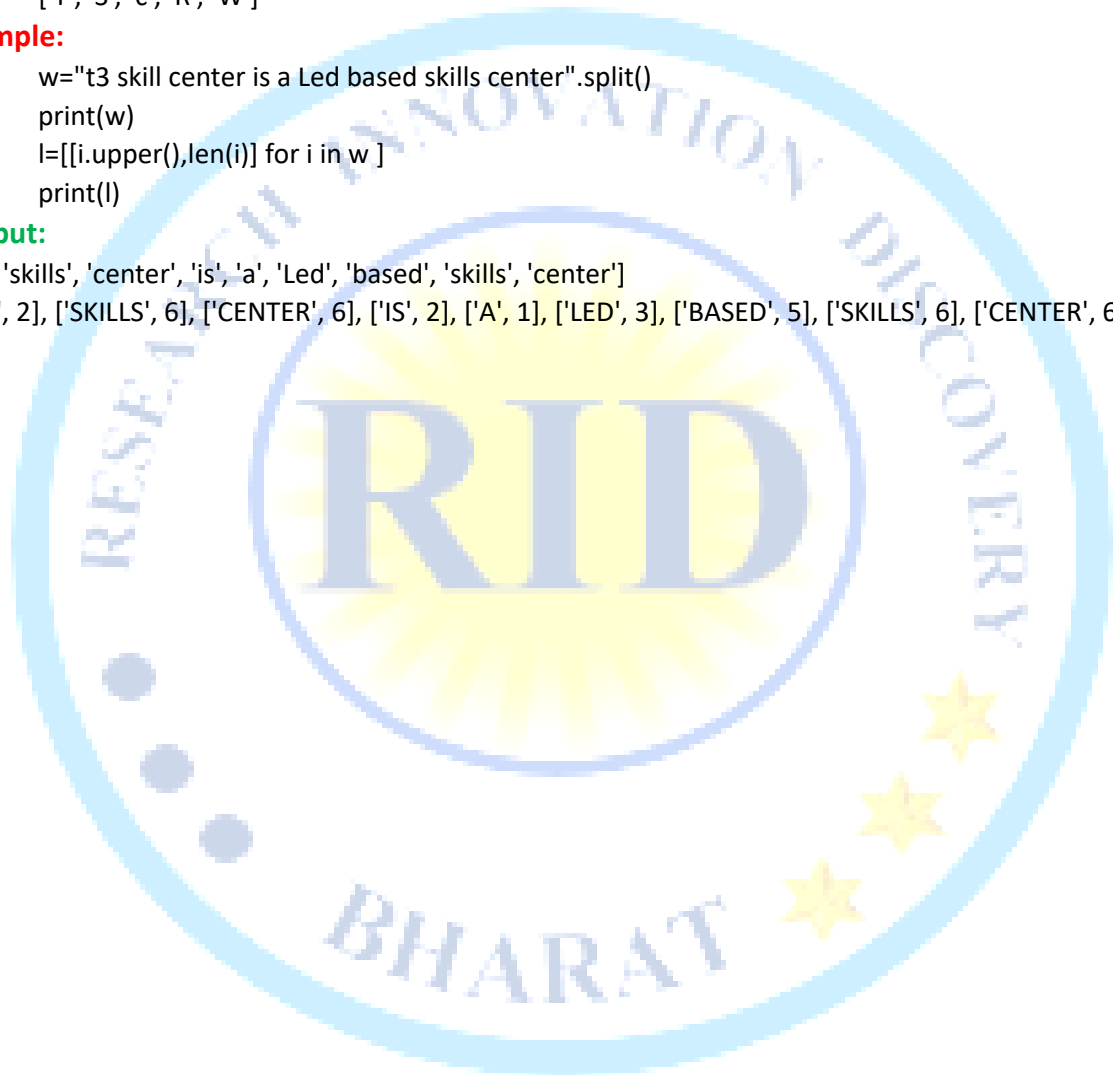 mple:
w="t3 skill center is a Led based skills center".split()
print(w)
l=[[i.upper(),len(i)] for i in w ]
print(l)
put:
'skills', 'center', 'is', 'a', 'Led', 'based', 'skills', 'center']
', 2], ['SKILLS', 6], ['CENTER', 6], ['IS', 2], ['A', 1], ['LED', 3], ['BASED', 5], ['SKILLS', 6], ['CENTER', 6
RESEARCH INNOVATION DISCOVERY
RID
BHARAT